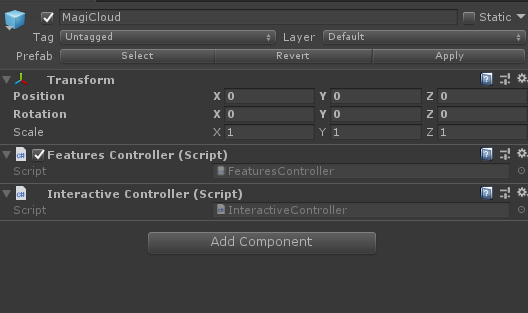 MagiCloud Static
Tag Untagged Layer Default
Prefab Select Revert Apply
Transform
Position X 0 Y 0 Z 0
Rotation X 0 Y 0 Z 0
Scale X 1 Y 1 Z 1
c# Features Controller (Script)
Script FeaturesController
c# Interactive Controller (Script)
Script InteractiveController
Add Component